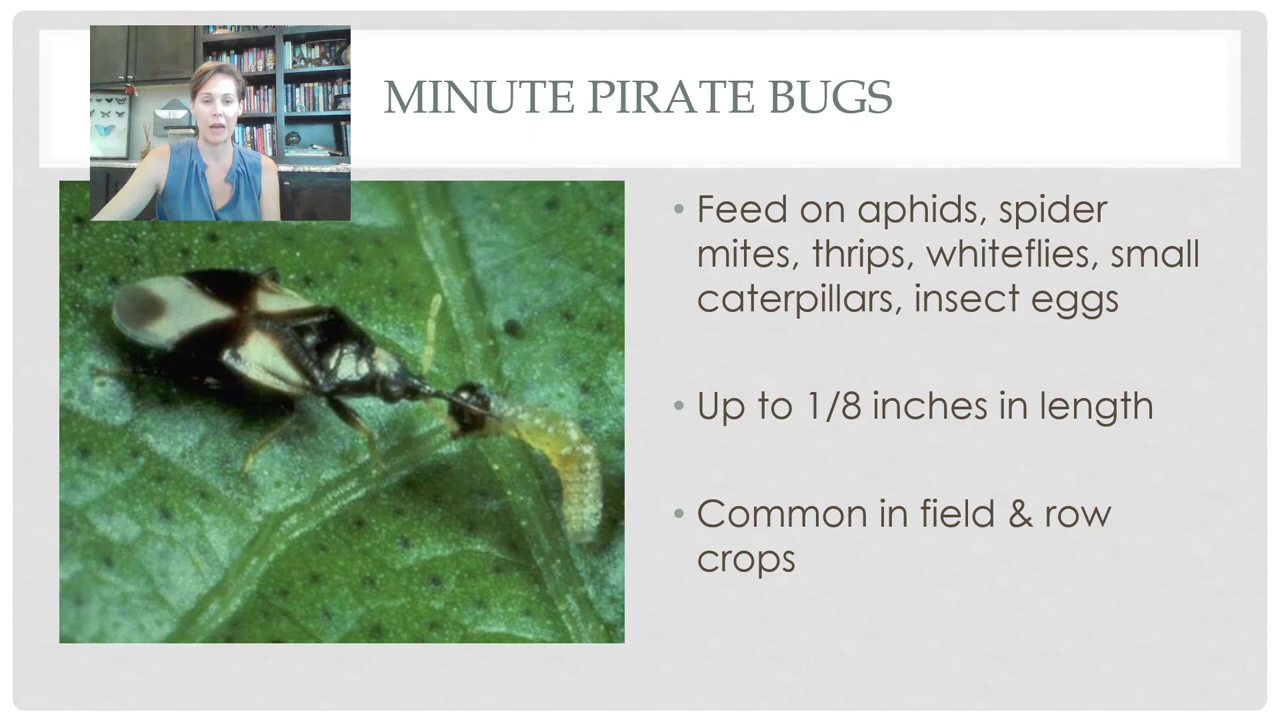 MINUTE PIRATE BUGS
• Feed on aphids, spider
mites, thrips, whiteflies, small
caterpillars, insect eggs
• Up to 1/8 inches in length
• Common in field & row
crops